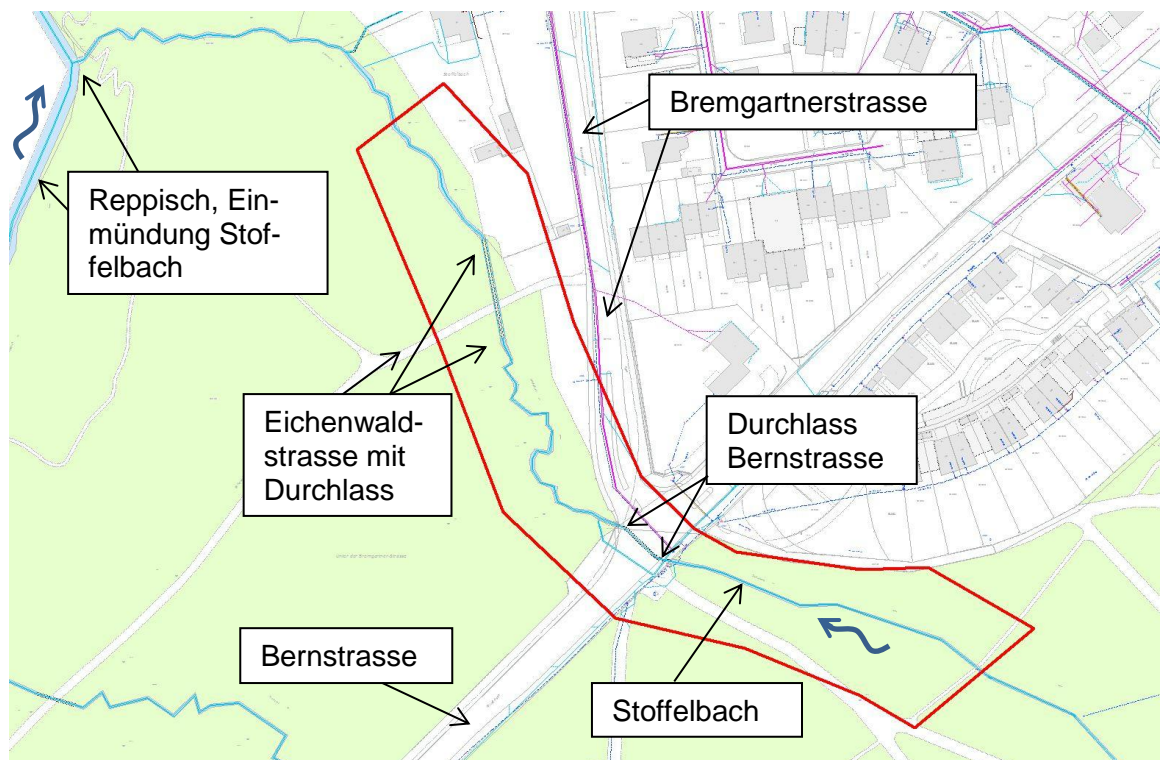 Bremgartnerstrasse
Reppisch, Ein-
mündung Stof-
felbach
Eichenwald-
strasse mit
Durchlass
Durchlass
Bernstrasse
Bernstrasse
Stoffelbach